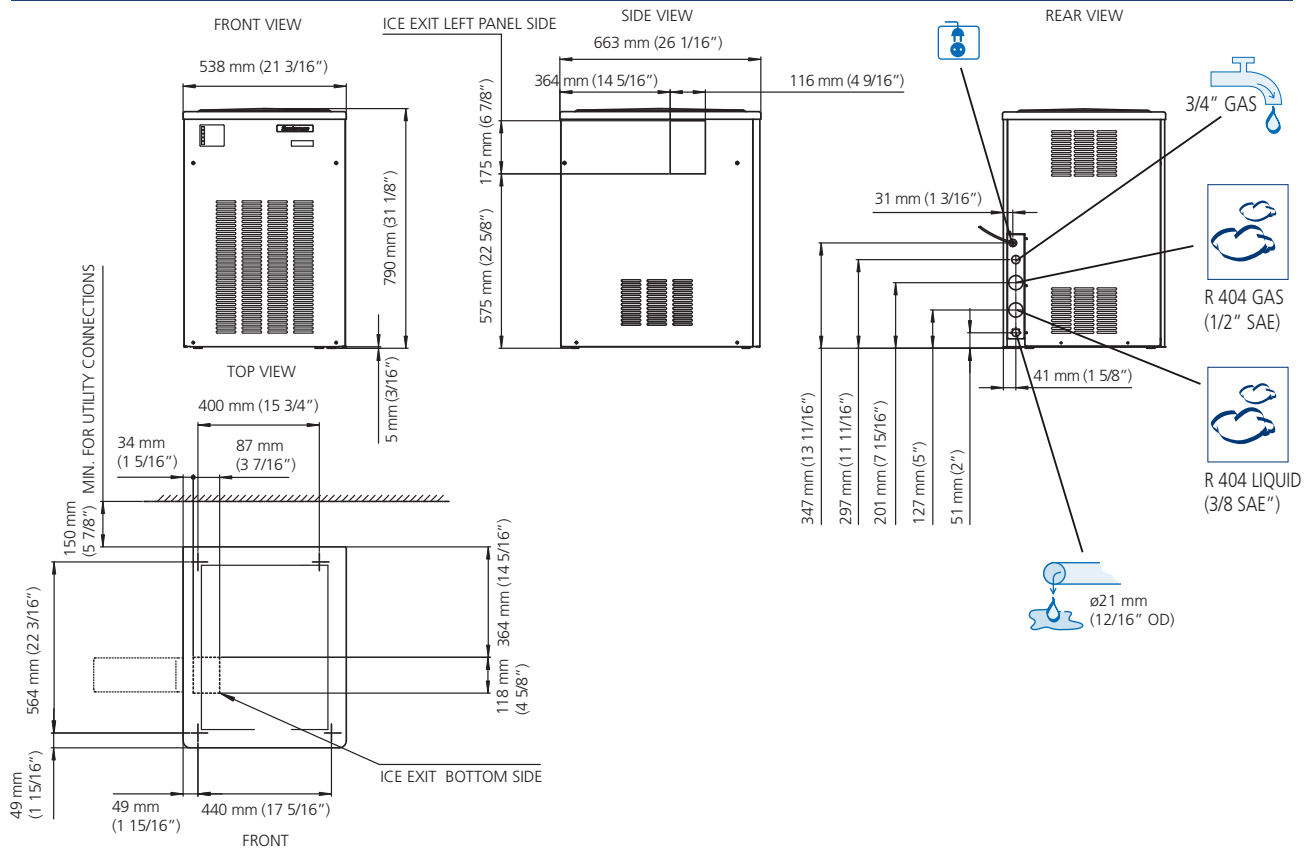 FRONT VIEW
538 mm (21 3/16”)
790 mm (31 1/8”)
5 mm (3/16”)
ICE EXIT LEFT PANEL SIDE
SIDE VIEW
663 mm (26 1/16”)
364 mm (14 5/16”)
116 mm (4 9/16”)
175 mm (6 7/8”)
575 mm (22 5/8”)
REAR VIEW
3/4” GAS
31 mm (1 3/16”)
R 404 GAS
(1/2” SAE)
41 mm (1 5/8”)
R 404 LIQUID
(3/8 SAE”)
347 mm (13 11/16”)
297 mm (11 11/16”)
201 mm (7 15/16”)
127 mm (5”)
51 mm (2”)
ø21 mm
(12/16” OD)
TOP VIEW
400 mm (15 3/4”)
34 mm
(1 5/16”)
87 mm
(3 7/16”)
MIN. FOR UTILITY CONNECTIONS
150 mm
(5 7/8”)
564 mm (22 3/16”)
49 mm
(1 15/16”)
364 mm (14 5/16”)
118 mm
(4 5/8”)
ICE EXIT BOTTOM SIDE
49 mm
(1 15/16”)
440 mm (17 5/16”)
FRONT